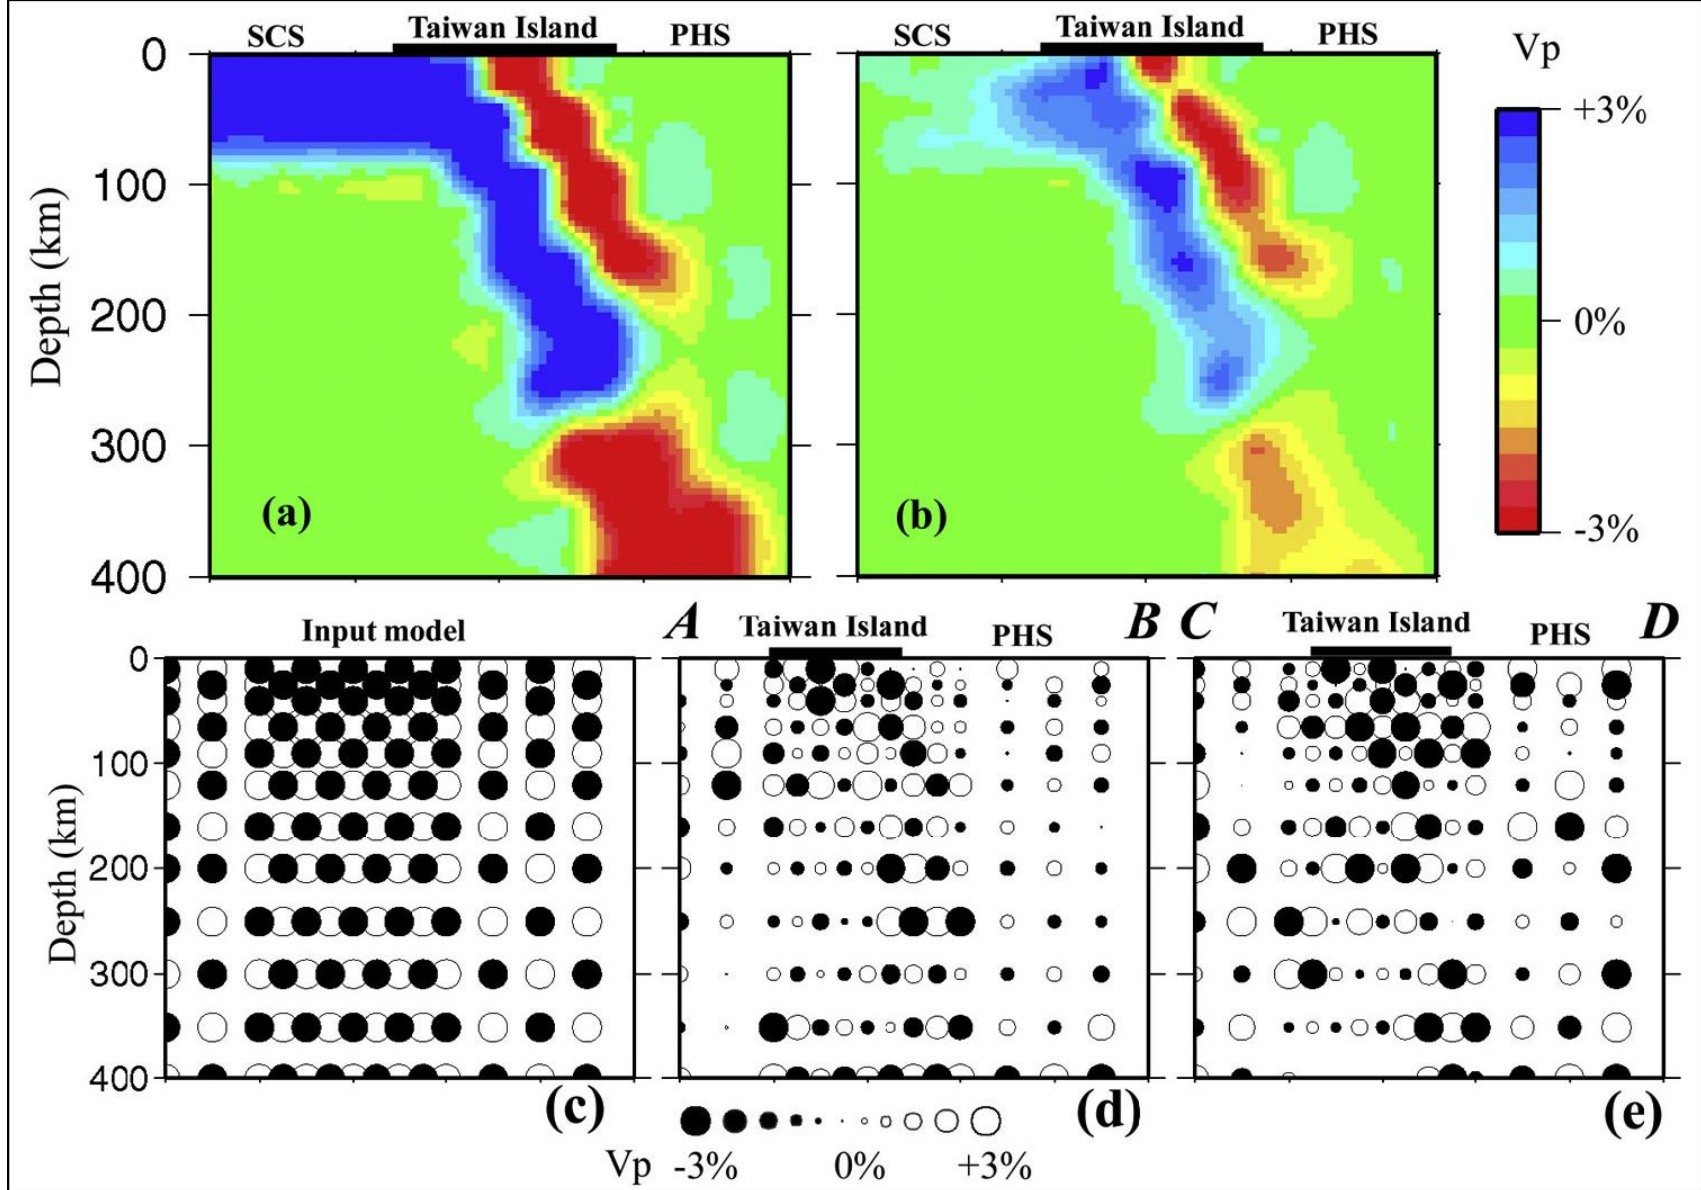 SCS Taiwan Island PHS SCS Taiwan Island PHS Vp
0
100
200
300
400
Depth (km)
(a)
(b)
+3%
0%
-3%
Input model A Taiwan Island PHS B C Taiwan Island PHS D
0
100
200
300
400
Depth (km)
(c) (d) (e)
Vp -3% 0% +3%